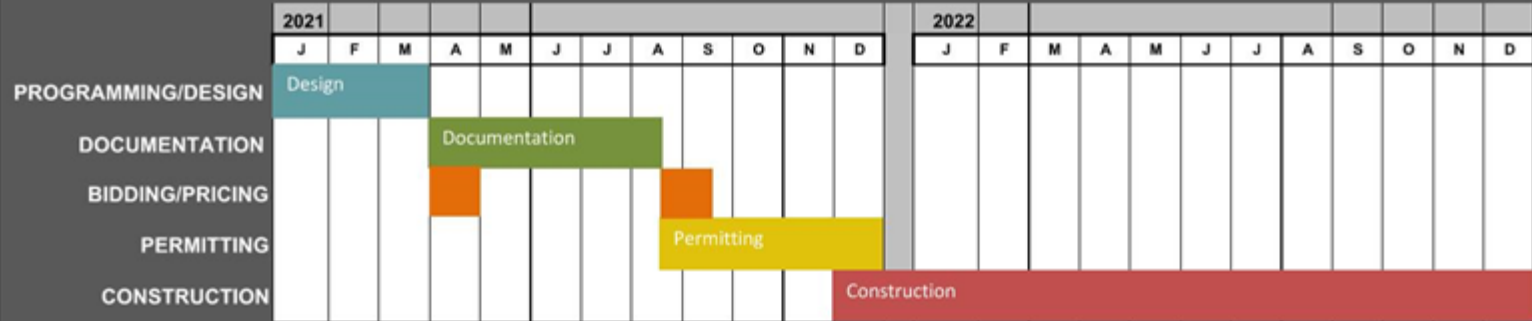 2021 2022
J F M A M J J A S O N D J F M A M J J A S O N D
PROGRAMMING/DESIGN Design
DOCUMENTATION Documentation
BIDDING/PRICING
PERMITTING Permitting
CONSTRUCTION Construction